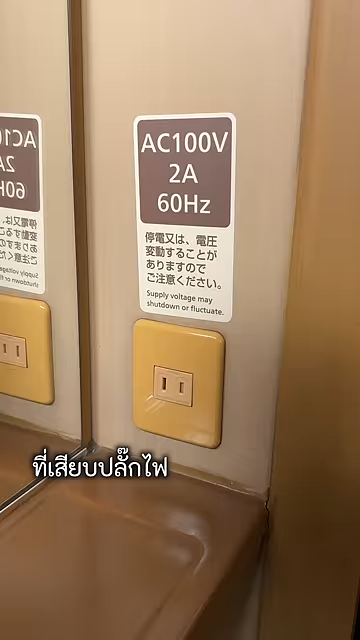 AC100V
2A
60Hz
停電又は、電圧
変動することが
ありますので
ご注意ください。
Supply voltage may
shutdown or fluctuate.
ที่เสียบปลั๊กไฟ